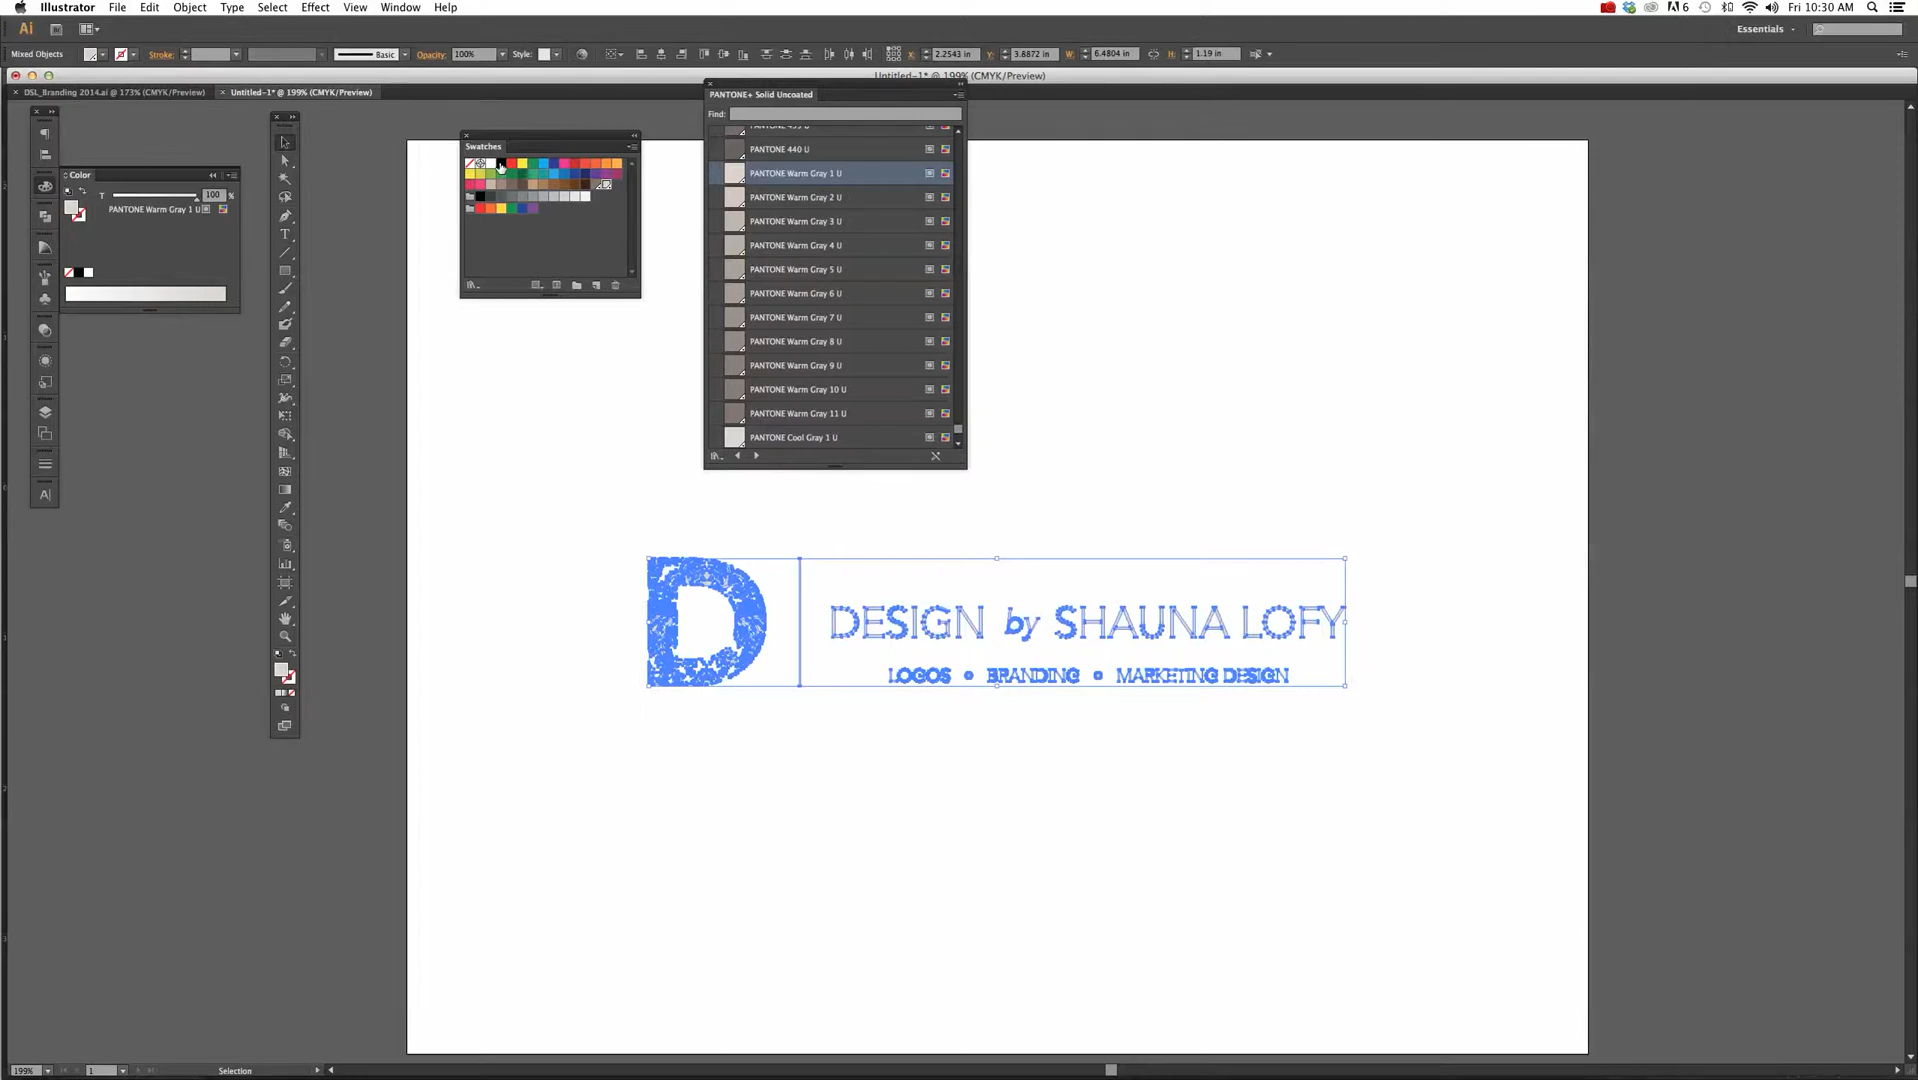 Illustrator File Edit Object Type Select Effect View Window Help
6 Fri 10:30 AM
Ai Essentials
Mixed Objects Stroke: Basic Opacity: 100% Style: X: 2.2543 in Y: 3.8872 in W: 6.4804 in H: 1.19 in
Untitled-1* @ 199% (CMYK/Preview)
× DSL_Branding 2014.ai @ 173% (CMYK/Preview) × Untitled-1* @ 199% (CMYK/Preview)
PANTONE+ Solid Uncoated
Find:
PANTONE 440 U
PANTONE Warm Gray 1 U
PANTONE Warm Gray 2 U
PANTONE Warm Gray 3 U
PANTONE Warm Gray 4 U
PANTONE Warm Gray 5 U
PANTONE Warm Gray 6 U
PANTONE Warm Gray 7 U
PANTONE Warm Gray 8 U
PANTONE Warm Gray 9 U
PANTONE Warm Gray 10 U
PANTONE Warm Gray 11 U
PANTONE Cool Gray 1 U
Swatches
Color
T 100 %
PANTONE Warm Gray 1 U
D
DESIGN by SHAUNA LOFY
LOGOS • BRANDING • MARKETING DESIGN
199% 1 Selection